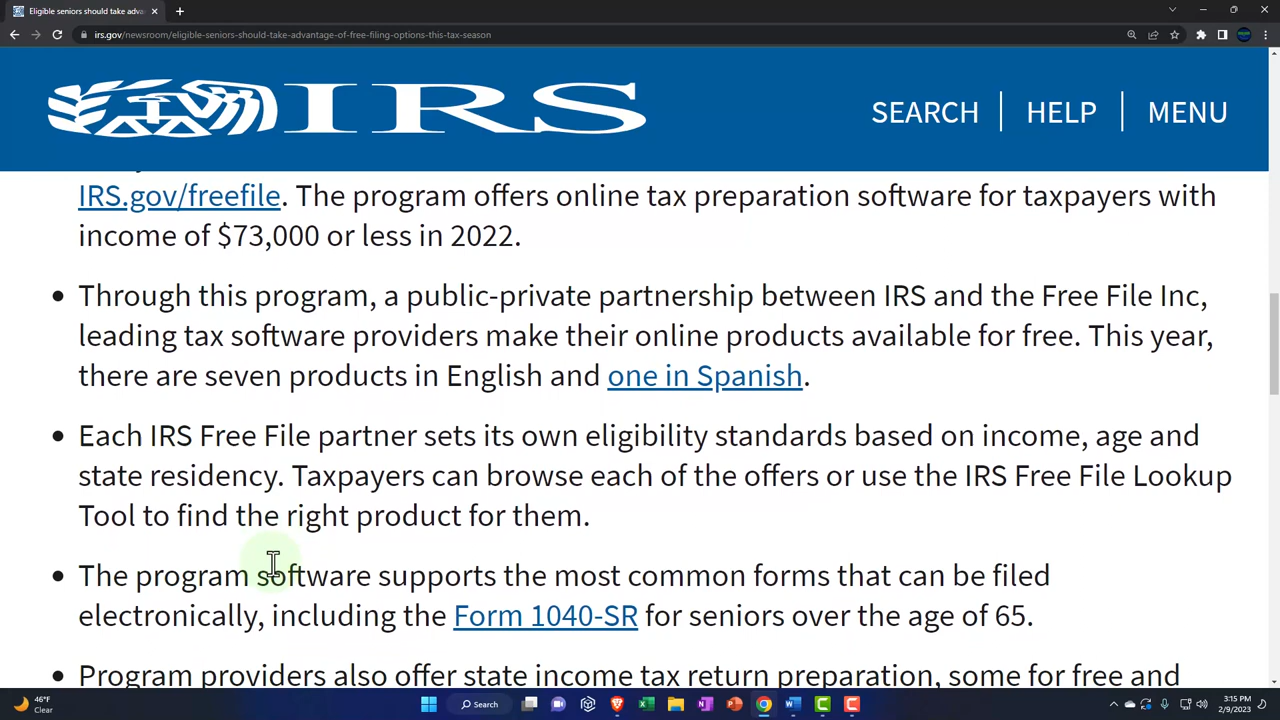 Eligible seniors should take adva
irs.gov/newsroom/eligible-seniors-should-take-advantage-of-free-filing-options-this-tax-season
IRS
SEARCH
HELP
MENU
IRS.gov/freefile. The program offers online tax preparation software for taxpayers with
income of $73,000 or less in 2022.
• Through this program, a public-private partnership between IRS and the Free File Inc,
leading tax software providers make their online products available for free. This year,
there are seven products in English and one in Spanish.
• Each IRS Free File partner sets its own eligibility standards based on income, age and
state residency. Taxpayers can browse each of the offers or use the IRS Free File Lookup
Tool to find the right product for them.
• The program software supports the most common forms that can be filed
electronically, including the Form 1040-SR for seniors over the age of 65.
• Program providers also offer state income tax return preparation, some for free and
46°F
Clear
Search
3:15 PM
2/9/2023